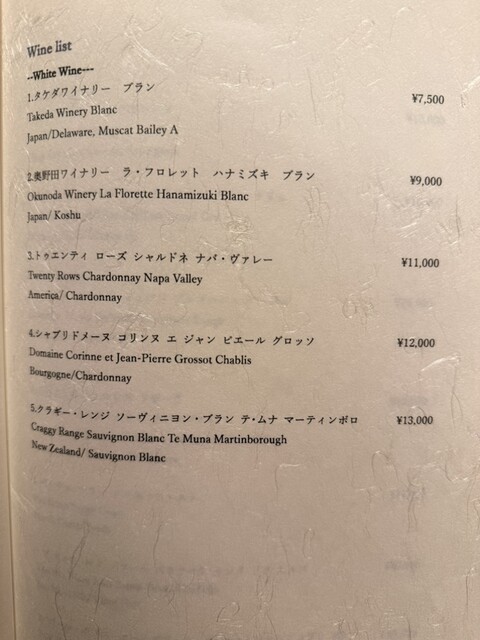 Wine list
--White Wine---
1.タケダワイナリー ブラン
¥7,500
Takeda Winery Blanc
Japan/Delaware, Muscat Bailey A
2.奥野田ワイナリー ラ・フロレット ハナミズキ ブラン
¥9,000
Okunoda Winery La Florette Hanamizuki Blanc
Japan/ Koshu
3.トゥエンティ ローズ シャルドネ ナパ・ヴァレー
¥11,000
Twenty Rows Chardonnay Napa Valley
America/ Chardonnay
4.シャブリドメーヌ コリンヌ エ ジャン ピエール グロッソ
¥12,000
Domaine Corinne et Jean-Pierre Grossot Chablis
Bourgogne/Chardonnay
5.クラギー・レンジ ソーヴィニヨン・ブラン テ・ムナ マーティンボロ
¥13,000
Craggy Range Sauvignon Blanc Te Muna Martinborough
New Zealand/ Sauvignon Blanc